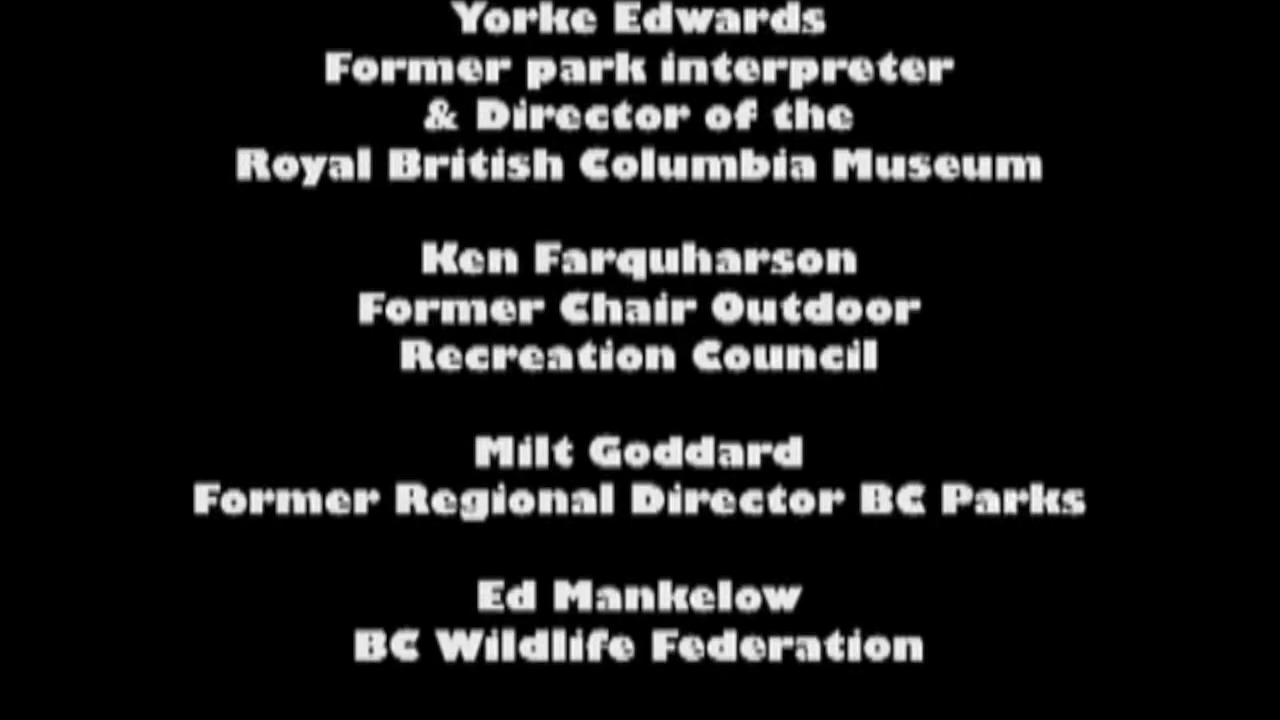 Yorke Edwards
Former park interpreter
& Director of the
Royal British Columbia Museum
Ken Farquharson
Former Chair Outdoor
Recreation Council
Milt Goddard
Former Regional Director BC Parks
Ed Mankelow
BC Wildlife Federation